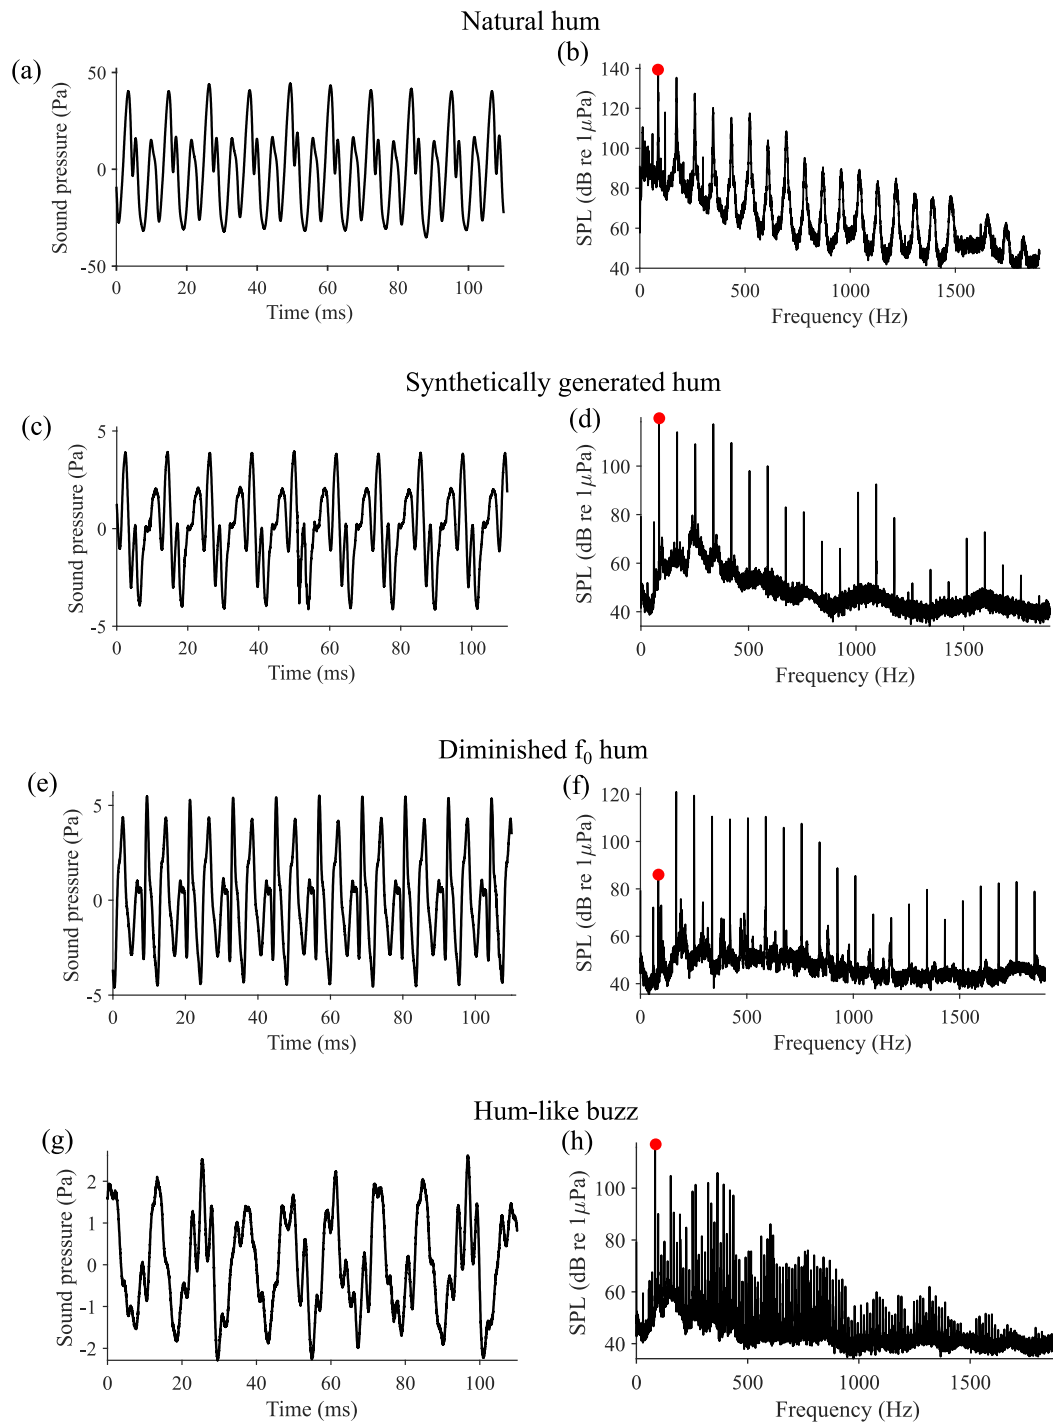 Natural hum
(a)
(b)
Sound pressure (Pa)
50
0
-50
0 20 40 60 80 100
Time (ms)
SPL (dB re 1μPa)
140
120
100
80
60
40
0 500 1000 1500
Frequency (Hz)
Synthetically generated hum
(c)
(d)
Sound pressure (Pa)
5
0
-5
0 20 40 60 80 100
Time (ms)
SPL (dB re 1μPa)
100
80
60
40
0 500 1000 1500
Frequency (Hz)
Diminished f₀ hum
(e)
(f)
Sound pressure (Pa)
5
0
-5
0 20 40 60 80 100
Time (ms)
SPL (dB re 1μPa)
120
100
80
60
40
0 500 1000 1500
Frequency (Hz)
Hum-like buzz
(g)
(h)
Sound pressure (Pa)
2
1
0
-1
-2
0 20 40 60 80 100
Time (ms)
SPL (dB re 1μPa)
100
80
60
40
0 500 1000 1500
Frequency (Hz)